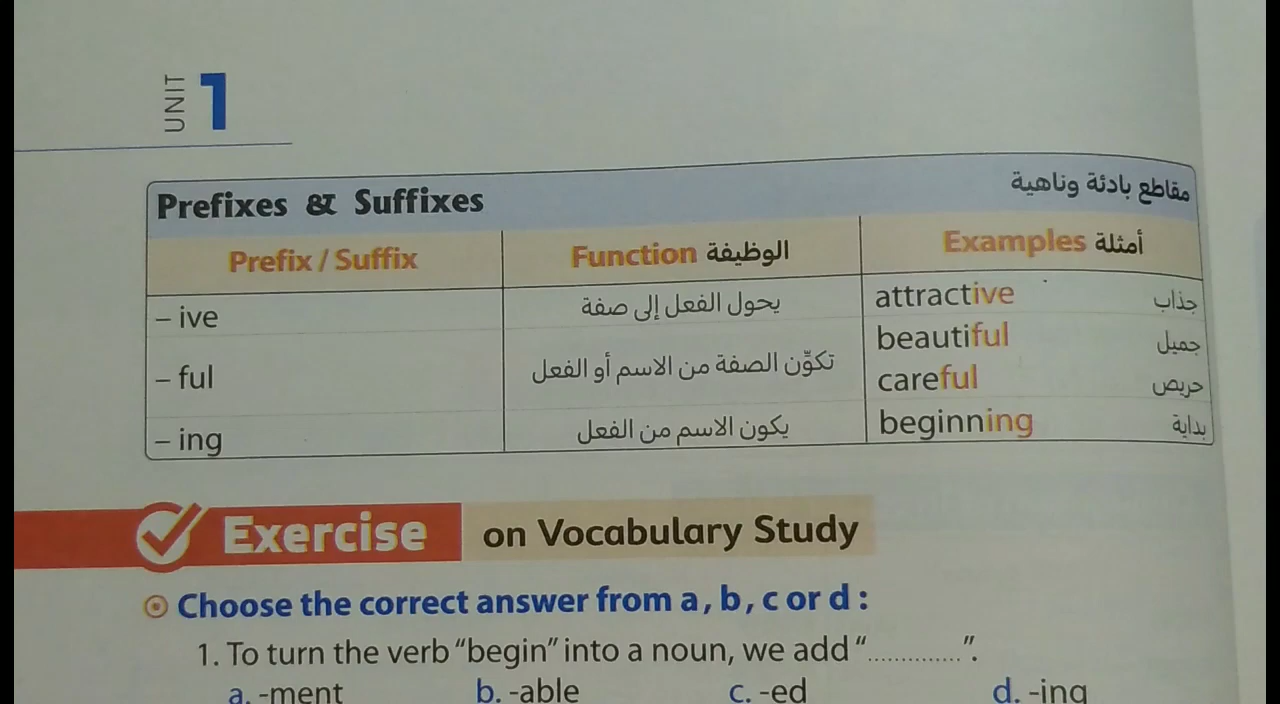 UNIT 1
Prefixes & Suffixes مقاطع بادئة وناهية
Prefix / Suffix Function الوظيفة Examples أمثلة
– ive يحول الفعل إلى صفة attractive جذاب
beautiful جميل
– ful تكوّن الصفة من الاسم أو الفعل
careful حريص
– ing يكون الاسم من الفعل beginning بداية
Exercise on Vocabulary Study
Choose the correct answer from a, b, c or d :
1. To turn the verb “begin” into a noun, we add “..............”.
a. -ment b. -able c. -ed d. -ing